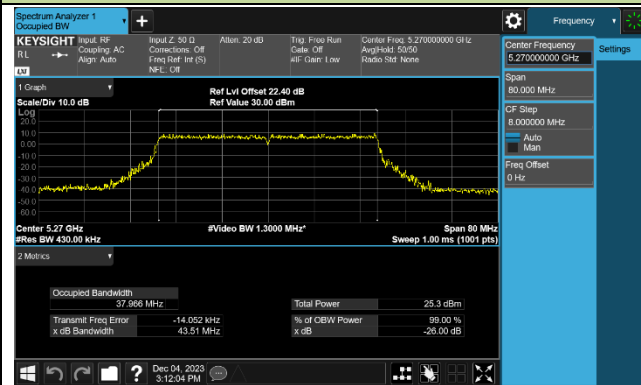 Spectrum Analyzer 1
Occupied BW
Frequency
KEYSIGHT
Input: RF
Coupling: AC
Align: Auto
Input Z: 50 Ω
Corrections: Off
Freq Ref: Int (S)
NFE: Off
Atten: 20 dB
Trig: Free Run
Gate: Off
#IF Gain: Low
Center Freq: 5.270000000 GHz
Avg|Hold: 50/50
Radio Std: None
RL
LXI
Center Frequency
5.270000000 GHz
Settings
Span
80.000 MHz
CF Step
8.000000 MHz
Auto
Man
Freq Offset
0 Hz
1 Graph
Scale/Div 10.0 dB
Ref Lvl Offset 22.40 dB
Ref Value 30.00 dBm
Log
20.0
10.0
0.00
-10.0
-20.0
-30.0
-40.0
-50.0
-60.0
Center 5.27 GHz
#Res BW 430.00 kHz
#Video BW 1.3000 MHz*
Span 80 MHz
Sweep 1.00 ms (1001 pts)
2 Metrics
Occupied Bandwidth
37.966 MHz
Total Power 25.3 dBm
Transmit Freq Error -14.052 kHz
% of OBW Power 99.00 %
x dB Bandwidth 43.51 MHz
x dB -26.00 dB
Dec 04, 2023
3:12:04 PM